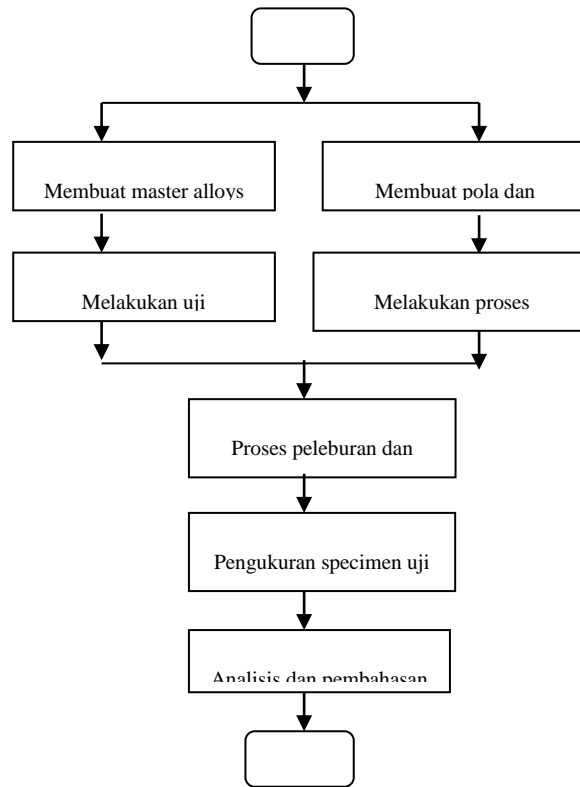 Membuat master alloys
Membuat pola dan
Melakukan uji
Melakukan proses
Proses peleburan dan
Pengukuran specimen uji
Analisis dan pembahasan